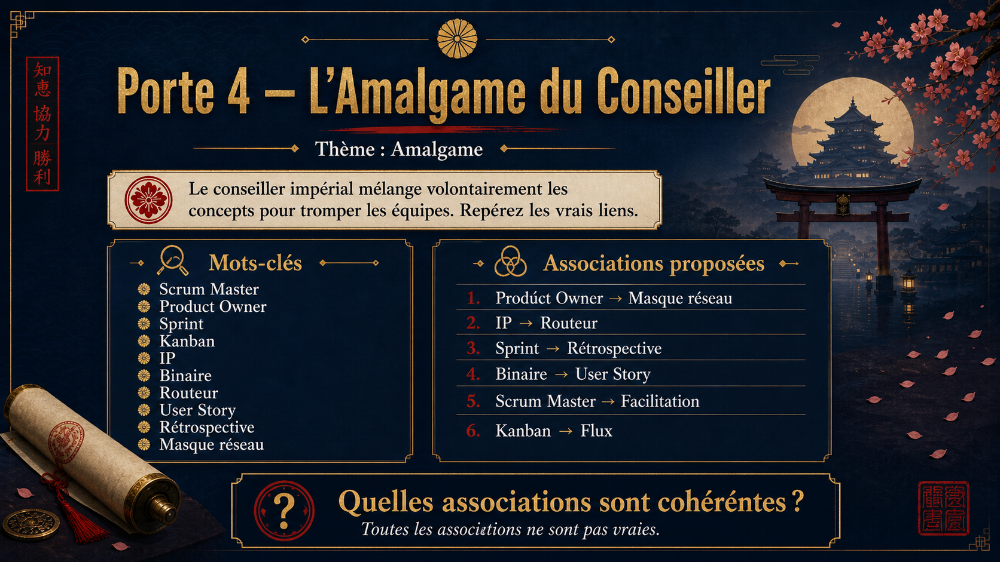 知恵 協力 勝利
Porte 4 – L’Amalgame du Conseiller
Thème : Amalgame
Le conseiller impérial mélange volontairement les
concepts pour tromper les équipes. Repérez les vrais liens.
Mots-clés
Scrum Master
Product Owner
Sprint
Kanban
IP
Binaire
Routeur
User Story
Rétrospective
Masque réseau
Associations proposées
1. Prodúct Owner → Masque réseau
2. IP → Routeur
3. Sprint → Rétrospective
4. Binaire → User Story
5. Scrum Master → Facilitation
6. Kanban → Flux
?
Quelles associations sont cohéréntes ?
Toutes les associations ne sont pas vraies.